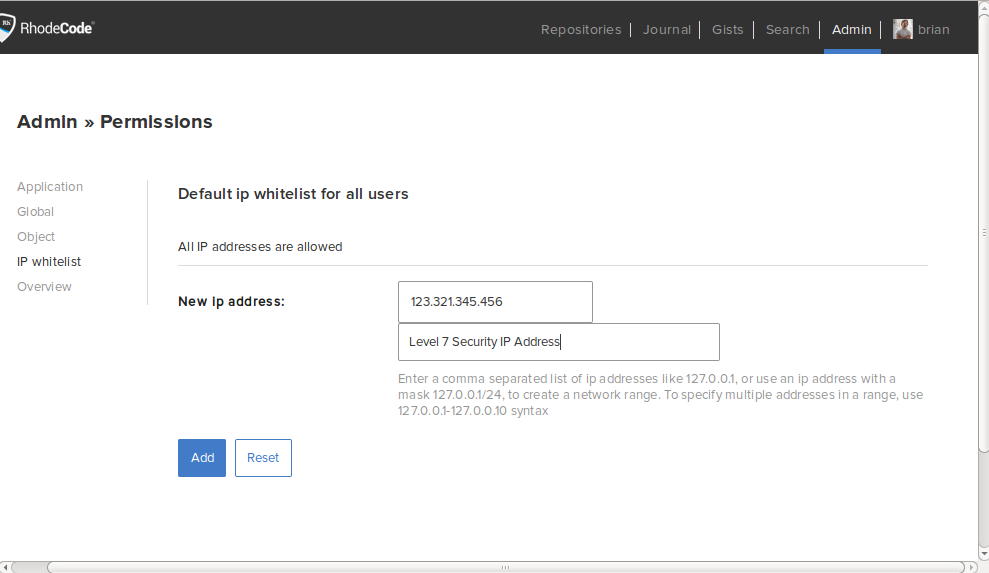 Rh RhodeCode®
Repositories | Journal | Gists | Search | Admin | brian
Admin » Permissions
Application
Global
Object
IP whitelist
Overview
Default ip whitelist for all users
All IP addresses are allowed
New ip address:
123.321.345.456
Level 7 Security IP Address
Enter a comma separated list of ip addresses like 127.0.0.1, or use an ip address with a
mask 127.0.0.1/24, to create a network range. To specify multiple addresses in a range, use
127.0.0.1-127.0.0.10 syntax
Add Reset